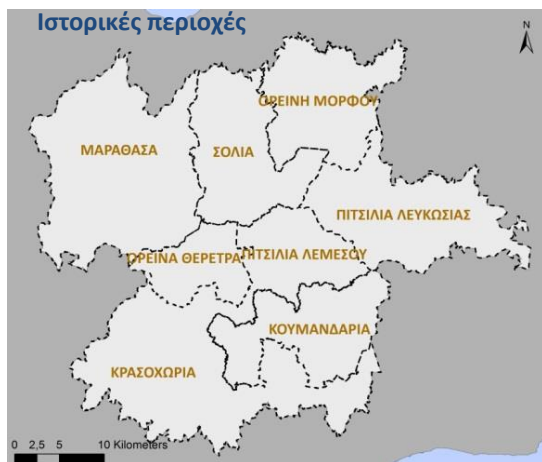 Ιστορικές περιοχές
N
ΟΡΕΙΝΗ ΜΟΡΦΟΥ
ΜΑΡΑΘΑΣΑ
ΣΟΛΙΑ
ΠΙΤΣΙΛΙΑ ΛΕΥΚΩΣΙΑΣ
ΟΡΕΙΝΑ ΘΕΡΕΤΡΑ
ΠΙΤΣΙΛΙΑ ΛΕΜΕΣΟΥ
ΚΟΥΜΑΝΔΑΡΙΑ
ΚΡΑΣΟΧΩΡΙΑ
0 2,5 5 10 Kilometers